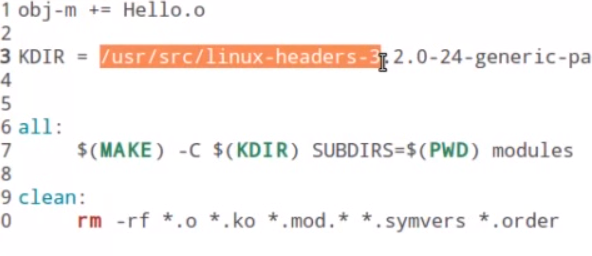 1 obj-m += Hello.o
2
3 KDIR = /usr/src/linux-headers-3.2.0-24-generic-pa
4
5
6 all:
7 $(MAKE) -C $(KDIR) SUBDIRS=$(PWD) modules
8
9 clean:
0 rm -rf *.o *.ko *.mod.* *.symvers *.order